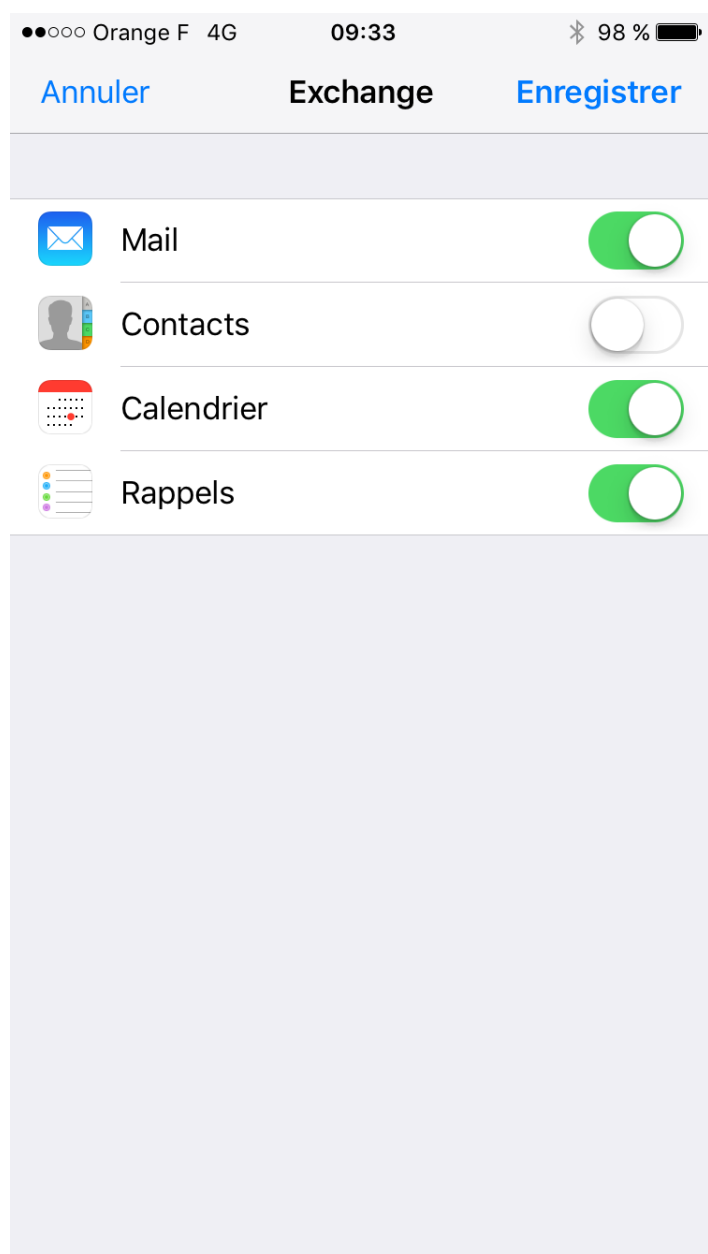 Orange F 4G 09:33 98 %
Annuler Exchange Enregistrer
Mail
Contacts
Calendrier
Rappels